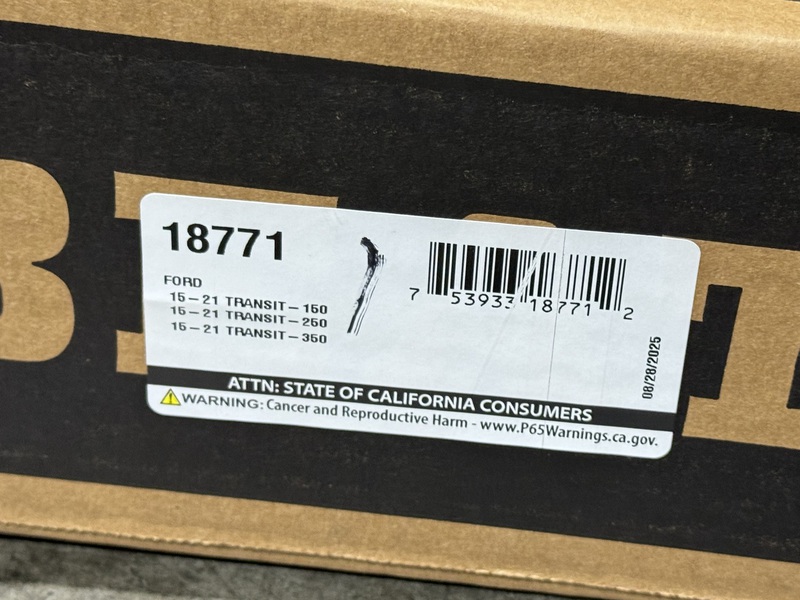 18771
FORD
15-21 TRANSIT-150
15-21 TRANSIT-250
15-21 TRANSIT-350
7 53933 18771 2
08/28/2025
ATTN: STATE OF CALIFORNIA CONSUMERS
WARNING: Cancer and Reproductive Harm - www.P65Warnings.ca.gov.